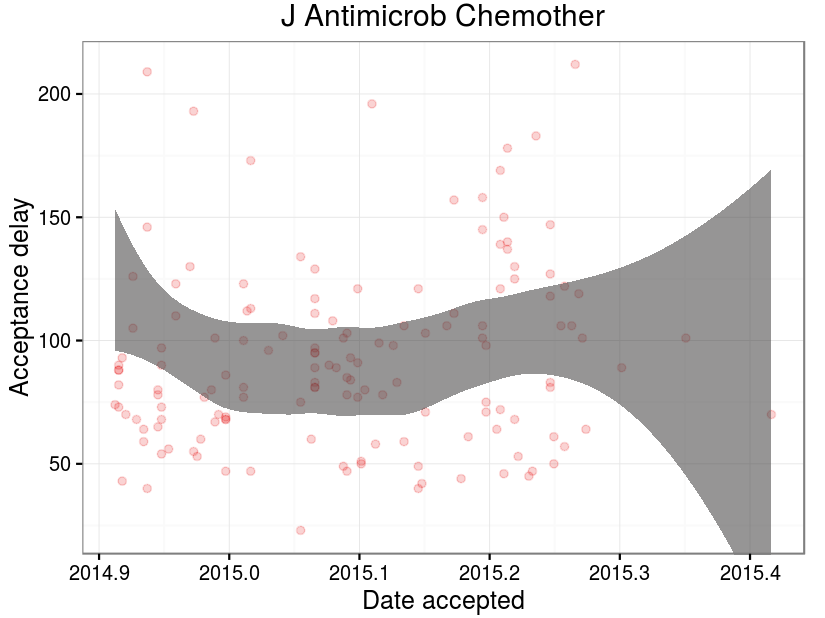 J Antimicrob Chemother
200
150
100
50
Acceptance delay
2014.9 2015.0 2015.1 2015.2 2015.3 2015.4
Date accepted